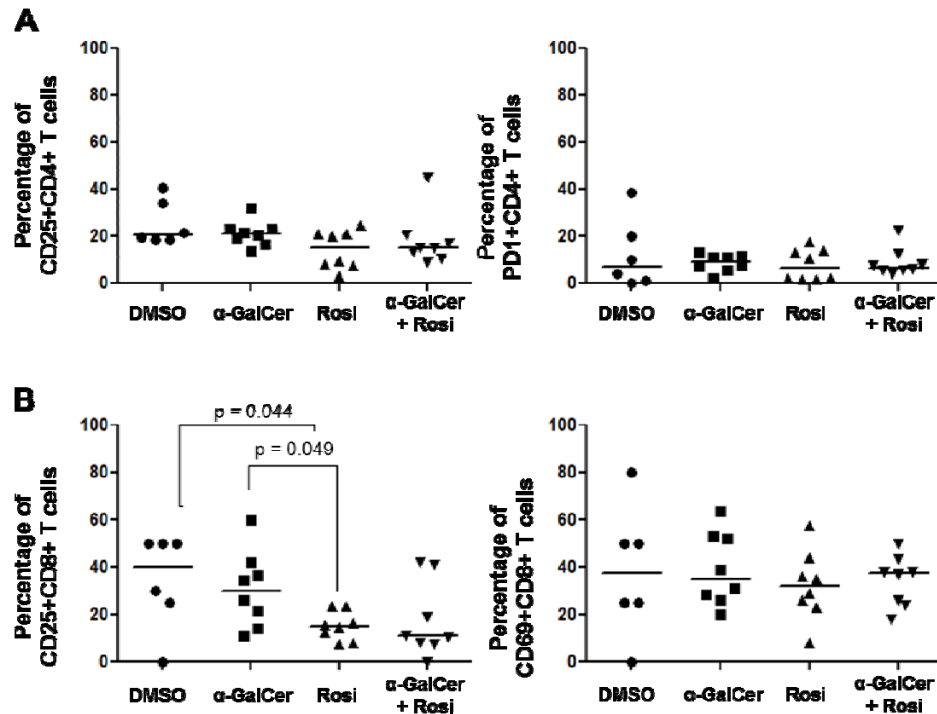 A
Percentage of
CD25+CD4+ T cells
100
80
60
40
20
0
DMSO
α-GalCer
Rosi
α-GalCer
+ Rosi
Percentage of
PD1+CD4+ T cells
100
80
60
40
20
0
DMSO
α-GalCer
Rosi
α-GalCer
+ Rosi
B
Percentage of
CD25+CD8+ T cells
100
80
60
40
20
0
p = 0.044
p = 0.049
DMSO
α-GalCer
Rosi
α-GalCer
+ Rosi
Percentage of
CD69+CD8+ T cells
100
80
60
40
20
0
DMSO
α-GalCer
Rosi
α-GalCer
+ Rosi